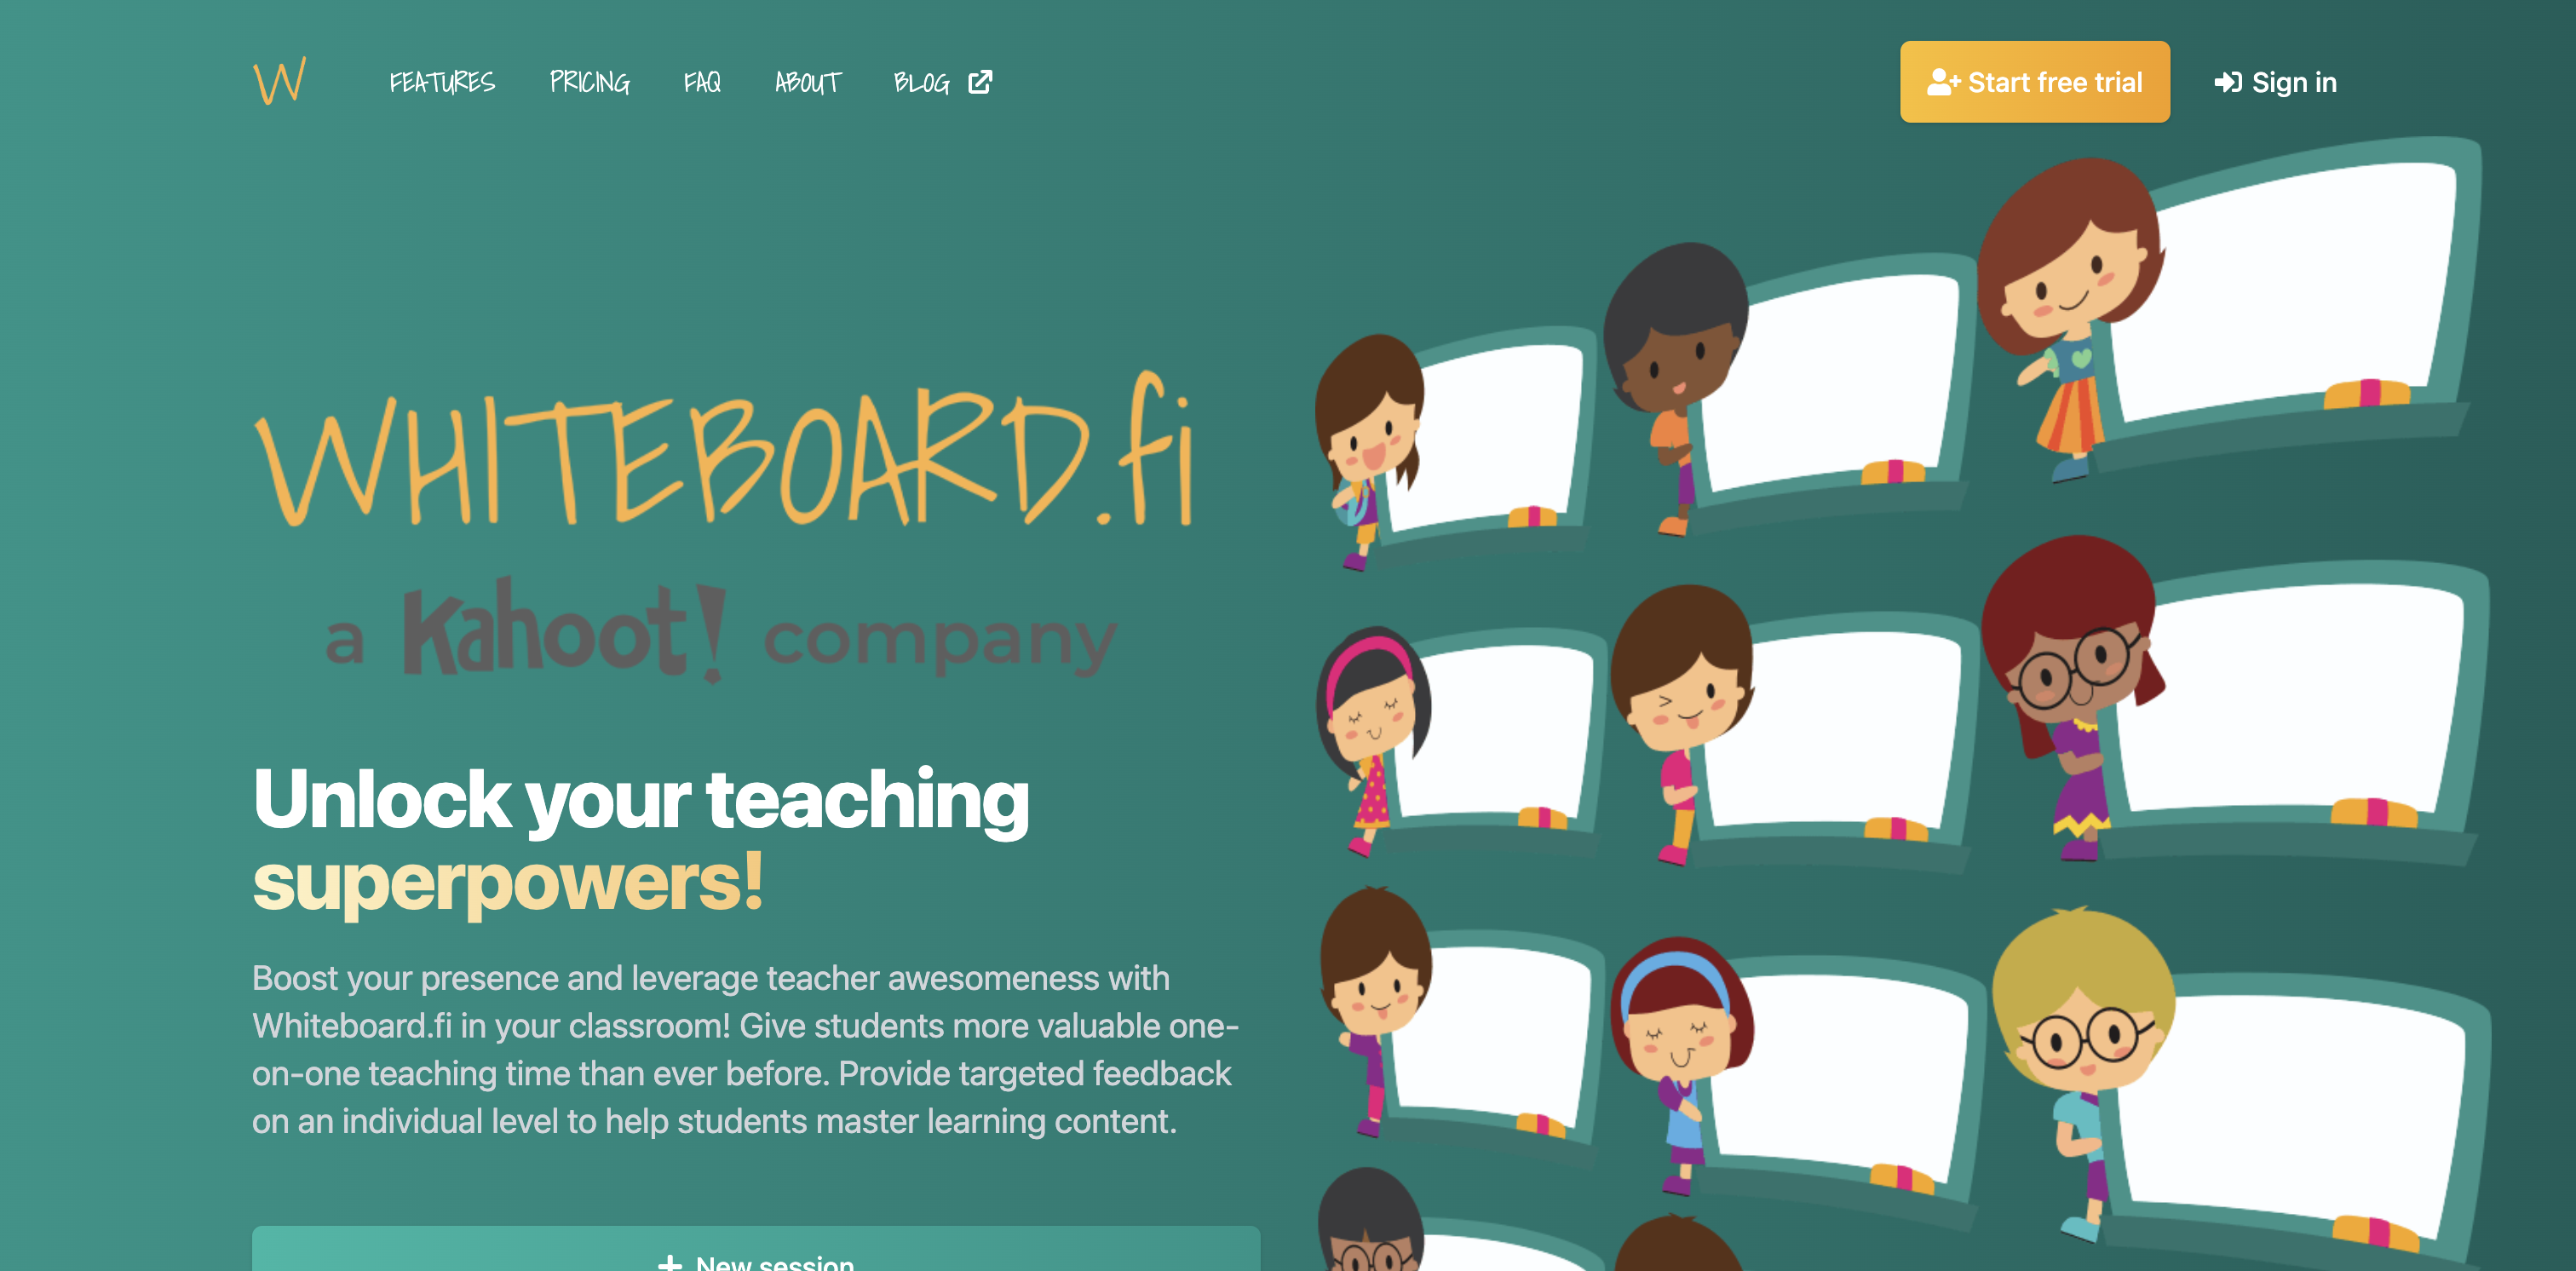 W FEATURES PRICING FAQ ABOUT BLOG Start free trial Sign in
WHITEBOARD.fi
a Kahoot! company
Unlock your teaching
superpowers!
Boost your presence and leverage teacher awesomeness with
Whiteboard.fi in your classroom! Give students more valuable one-
on-one teaching time than ever before. Provide targeted feedback
on an individual level to help students master learning content.
New session